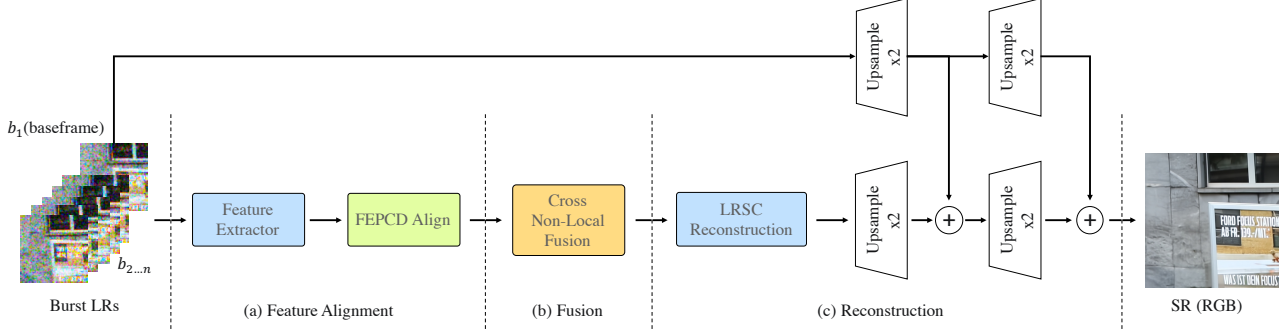 Upsample
x2
Upsample
x2
b1(baseframe)
Feature
Extractor
FEPCD Align
Cross
Non-Local
Fusion
LRSC
Reconstruction
Upsample
x2
+
Upsample
x2
+
b2…n
FORD FOCUS STATION
AB FR. 139.-/MT.*
WAS IST DEIN FOCUS
Burst LRs
(a) Feature Alignment
(b) Fusion
(c) Reconstruction
SR (RGB)